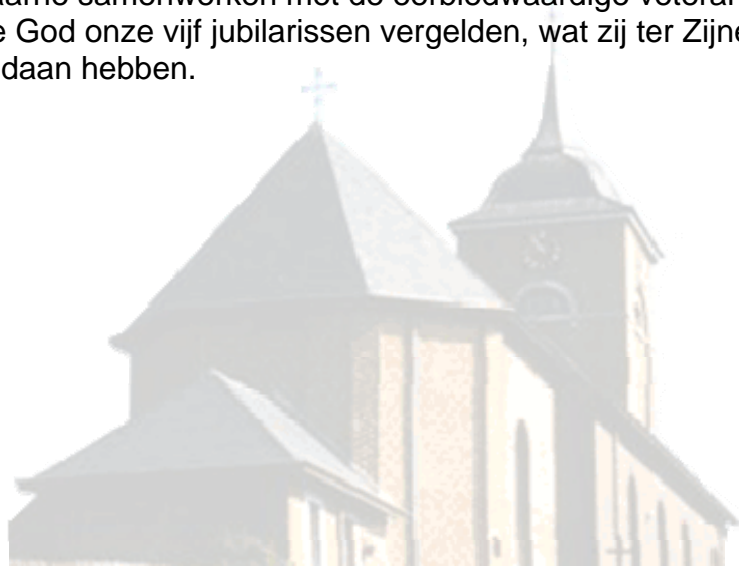 samenwerken met de eerbiedwaardige
e God onze vijf jubilarissen vergelden, wat zij ter Zijne
daan hebben.